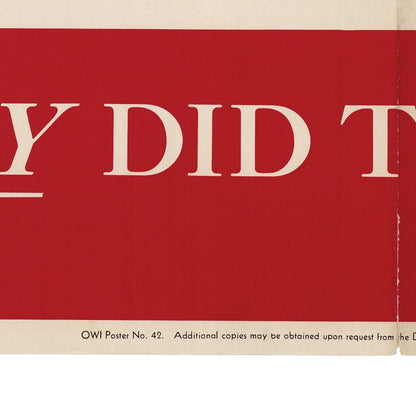 Y DID T
OWI Poster No. 42. Additional copies may be obtained upon request from the D